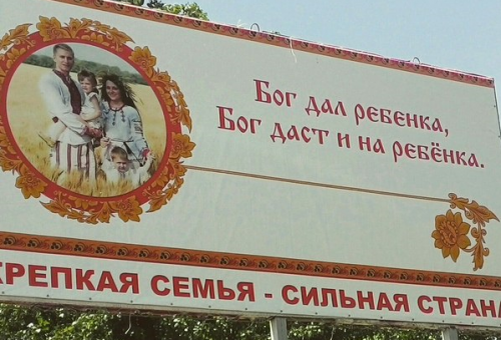 Бог дал ребенка,
Бог даст и на ребёнка.
КРЕПКАЯ СЕМЬЯ - СИЛЬНАЯ СТРАНА